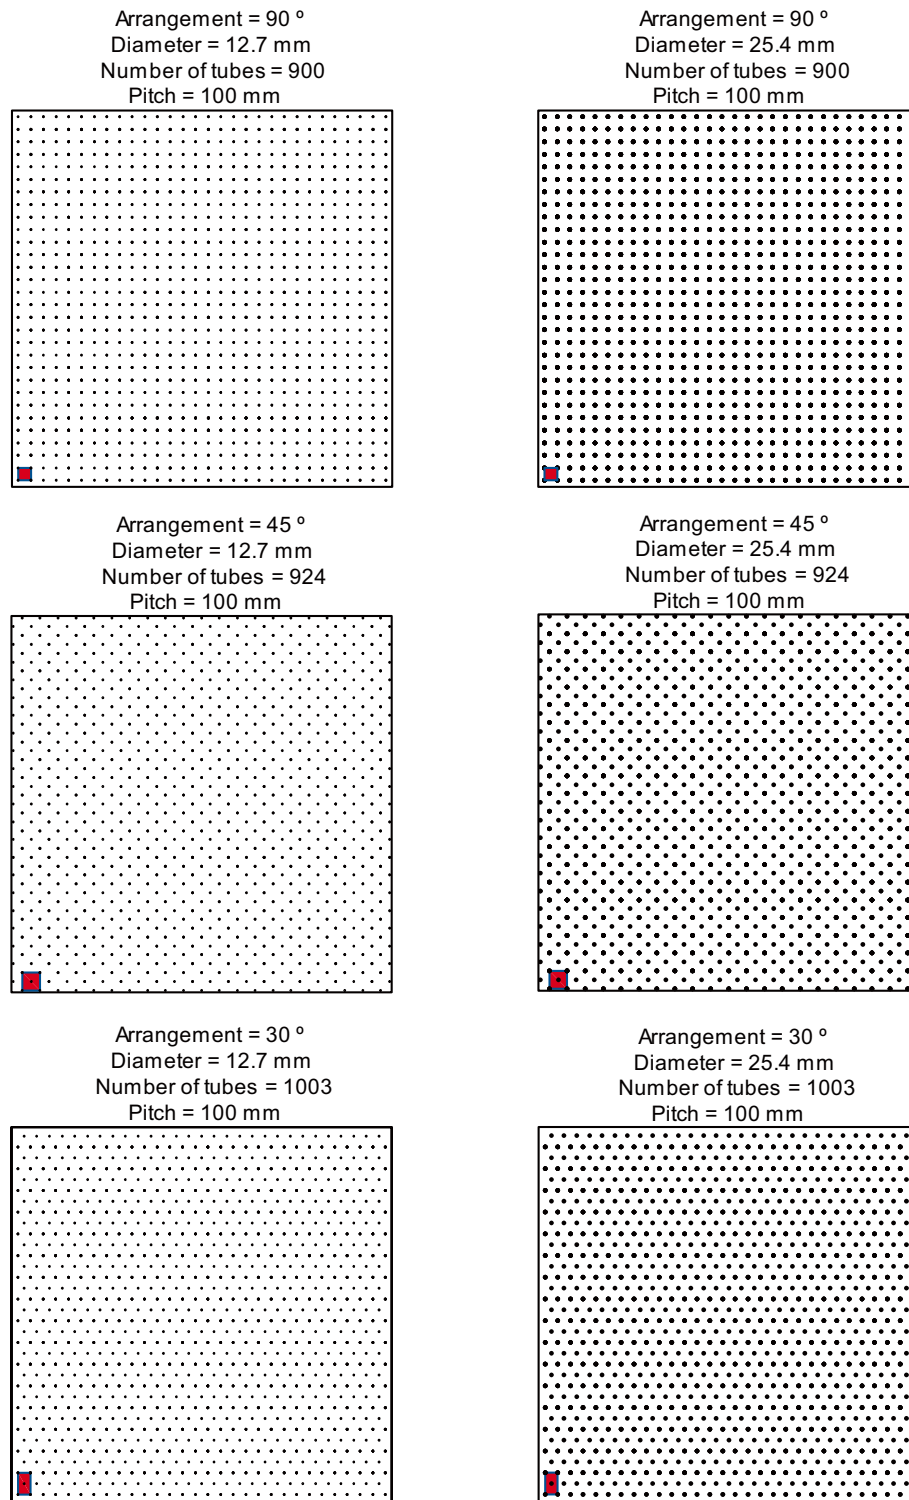 Arrangement = 90 º
Diameter = 12.7 mm
Number of tubes = 900
Pitch = 100 mm
Arrangement = 90 º
Diameter = 25.4 mm
Number of tubes = 900
Pitch = 100 mm
Arrangement = 45 º
Diameter = 12.7 mm
Number of tubes = 924
Pitch = 100 mm
Arrangement = 45 º
Diameter = 25.4 mm
Number of tubes = 924
Pitch = 100 mm
Arrangement = 30 º
Diameter = 12.7 mm
Number of tubes = 1003
Pitch = 100 mm
Arrangement = 30 º
Diameter = 25.4 mm
Number of tubes = 1003
Pitch = 100 mm